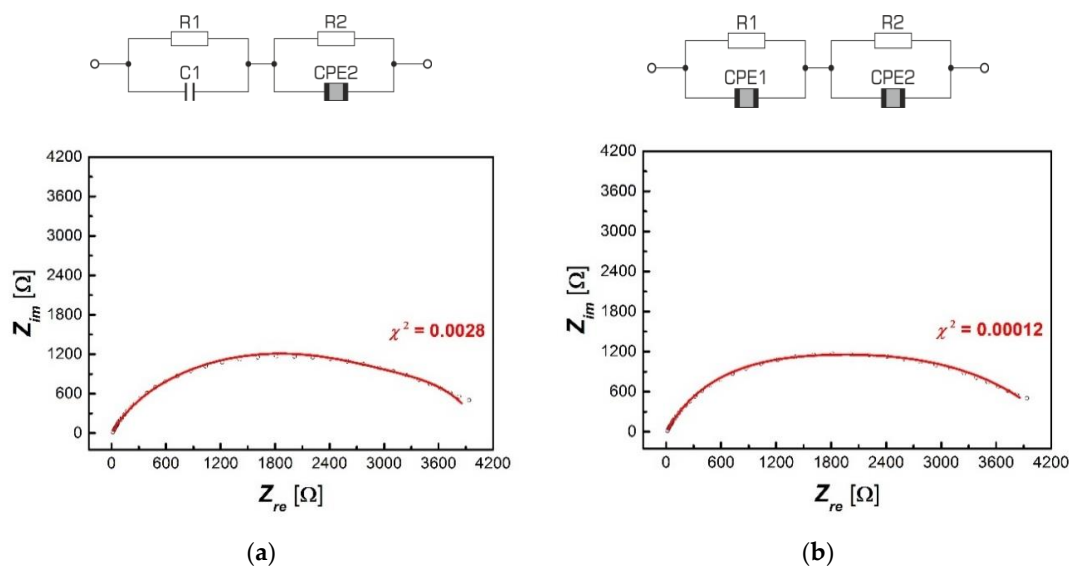 R1 R2
C1 CPE2
4200
3600
3000
2400
1800
1200
600
0
Z_im [Ω]
χ² = 0.0028
0 600 1200 1800 2400 3000 3600 4200
Z_re [Ω]
(a)
R1 R2
CPE1 CPE2
4200
3600
3000
2400
1800
1200
600
0
Z_im [Ω]
χ² = 0.00012
0 600 1200 1800 2400 3000 3600 4200
Z_re [Ω]
(b)